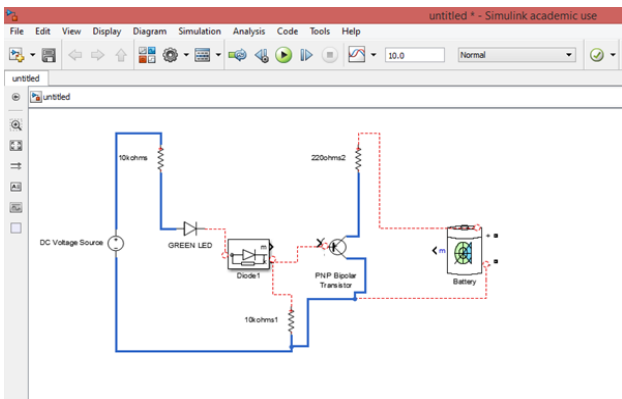 untitled * - Simulink academic use
File Edit View Display Diagram Simulation Analysis Code Tools Help
10.0 Normal
untitled
untitled
10kohms
220ohms2
DC Voltage Source
GREEN LED
m
Diode1
PNP Bipolar
Transistor
m
+
-
Battery
10kohms1